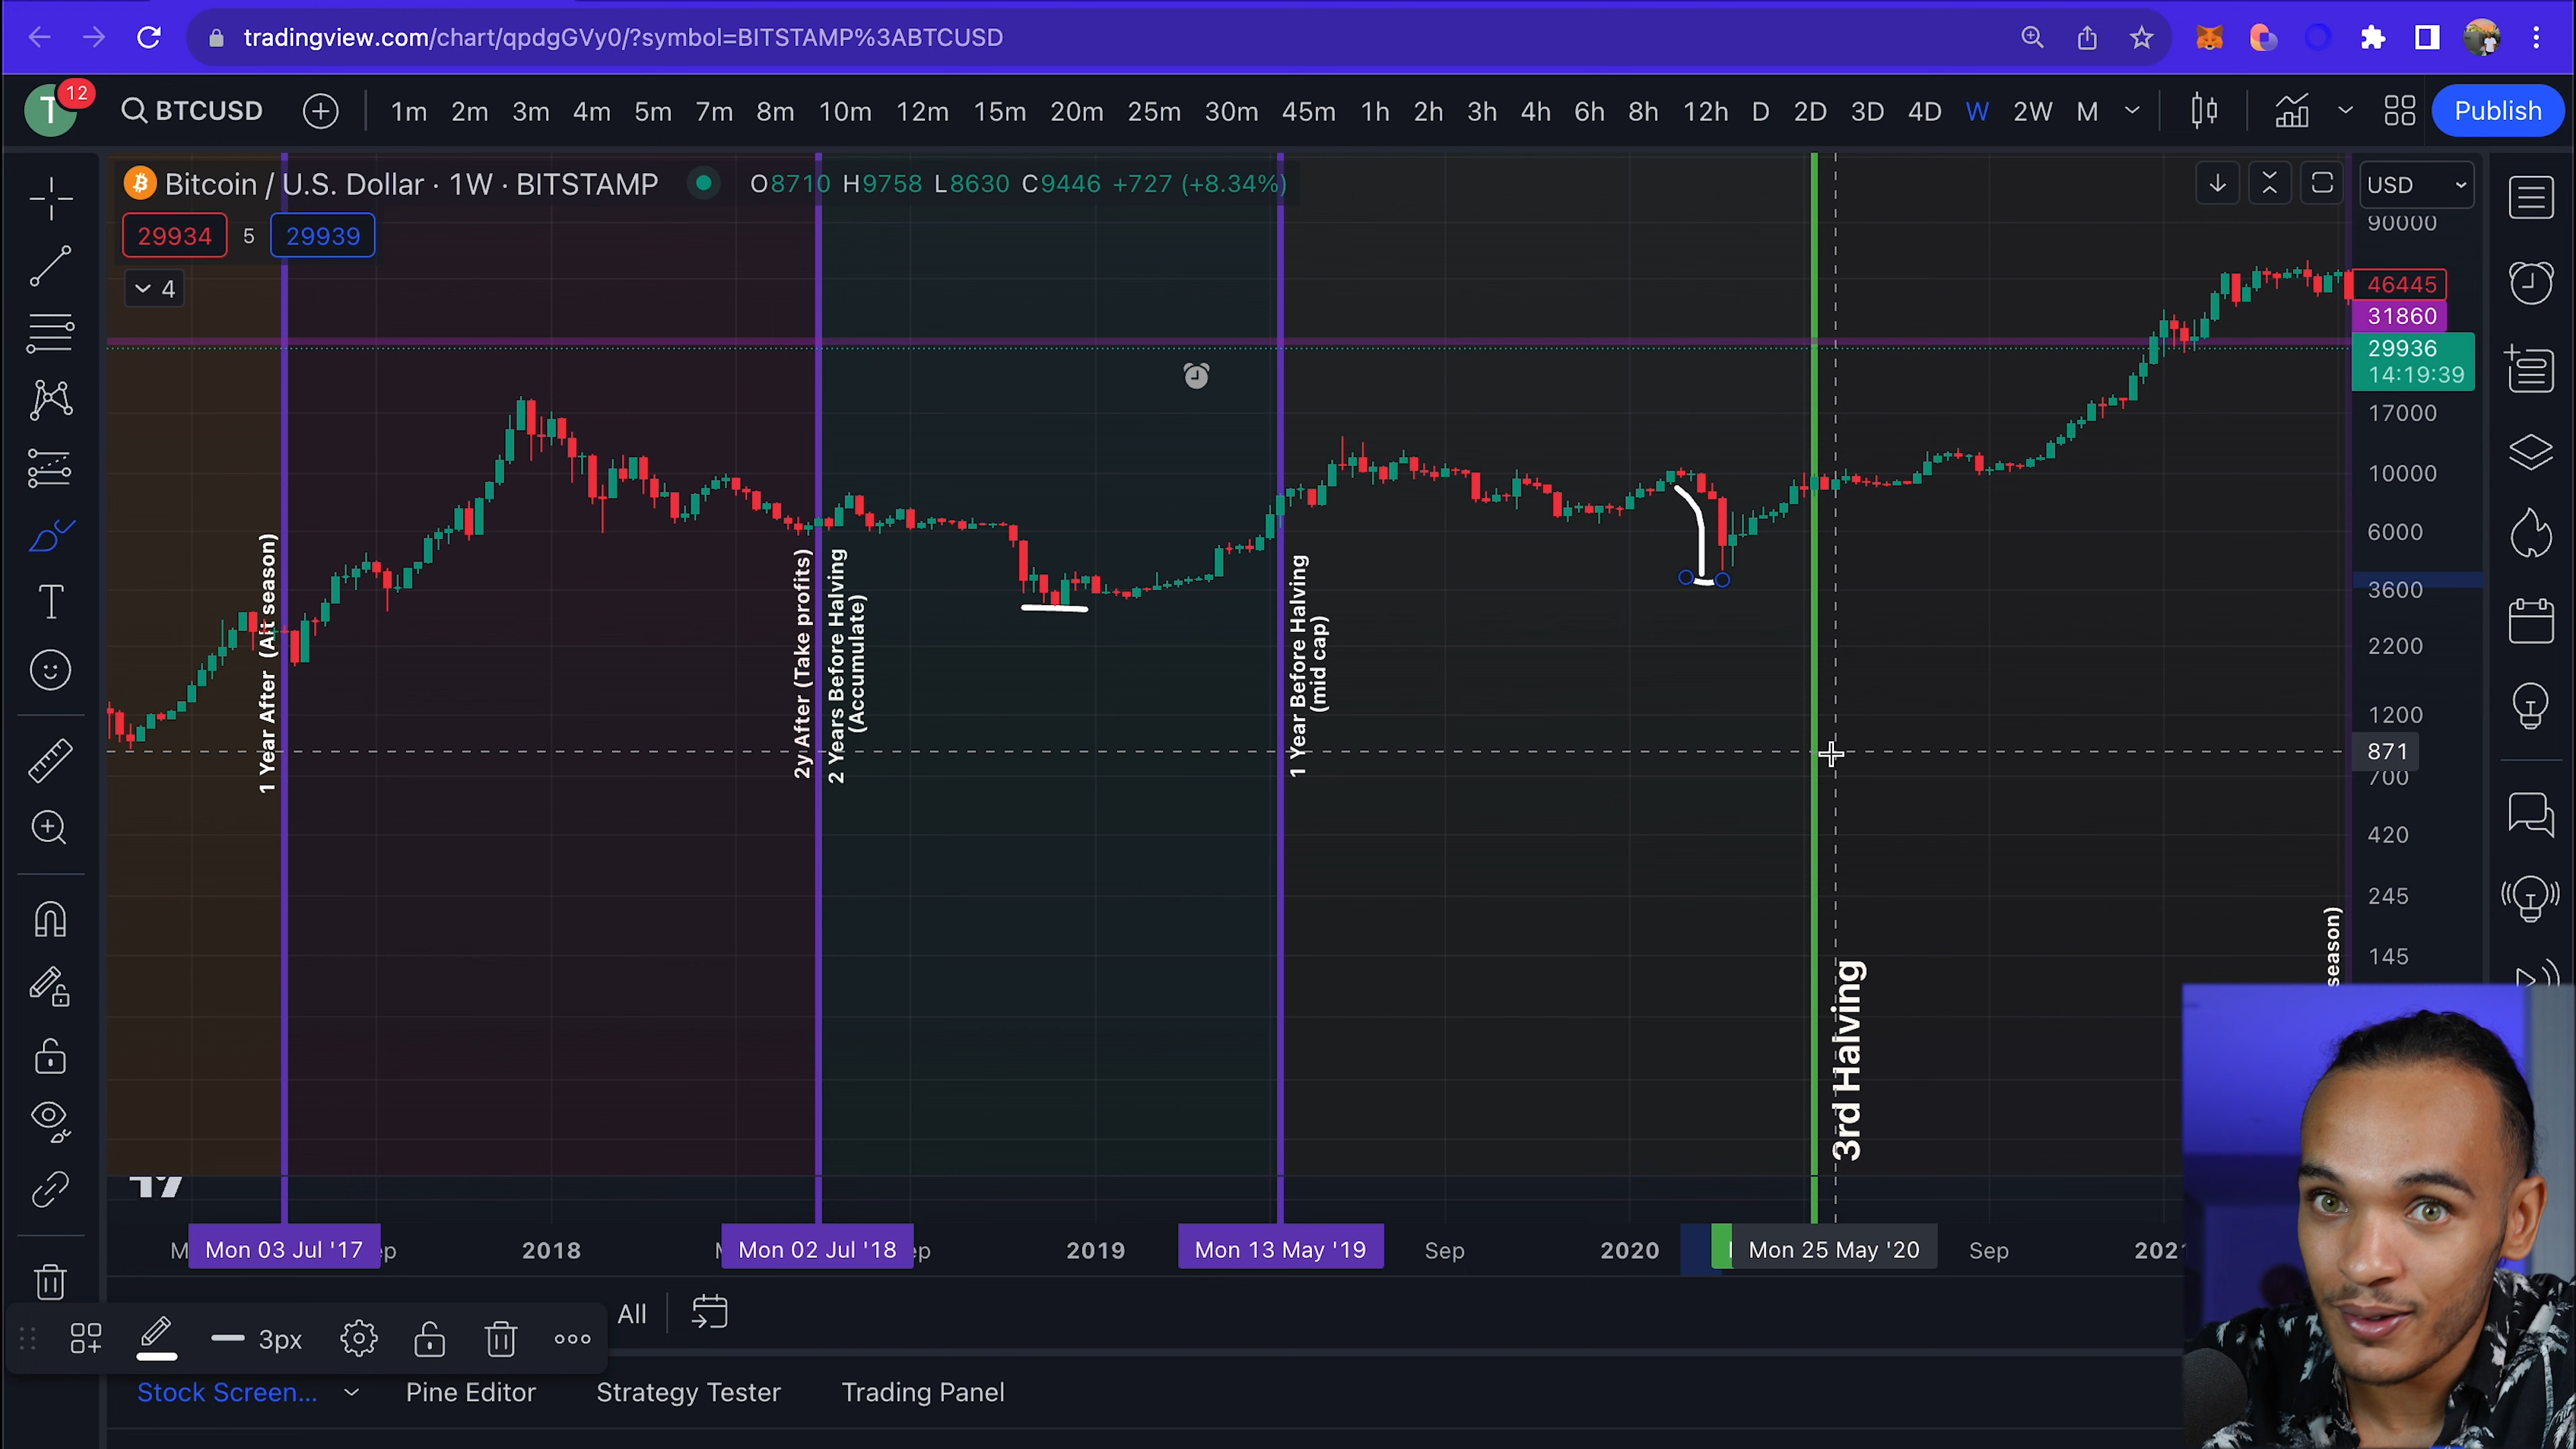 tradingview.com/chart/qpdgGVy0/?symbol=BITSTAMP%3ABTCUSD
T 12 BTCUSD 1m 2m 3m 4m 5m 7m 8m 10m 12m 15m 20m 25m 30m 45m 1h 2h 3h 4h 6h 8h 12h D 2D 3D 4D W 2W M Publish
Bitcoin / U.S. Dollar · 1W · BITSTAMP O8710 H9758 L8630 C9446 +727 (+8.34%) USD
29934 5 29939
4
90000
46445
31860
29936
14:19:39
17000
10000
6000
3600
2200
1200
871
700
420
245
145
1 Year After (Alt season)
2y After (Take profits)
2 Years Before Halving
(Accumulate)
1 Year Before Halving
(mid cap)
3rd Halving
season)
Mon 03 Jul '17 2018 Mon 02 Jul '18 2019 Mon 13 May '19 Sep 2020 Mon 25 May '20 Sep
All
3px
Stock Screen... Pine Editor Strategy Tester Trading Panel